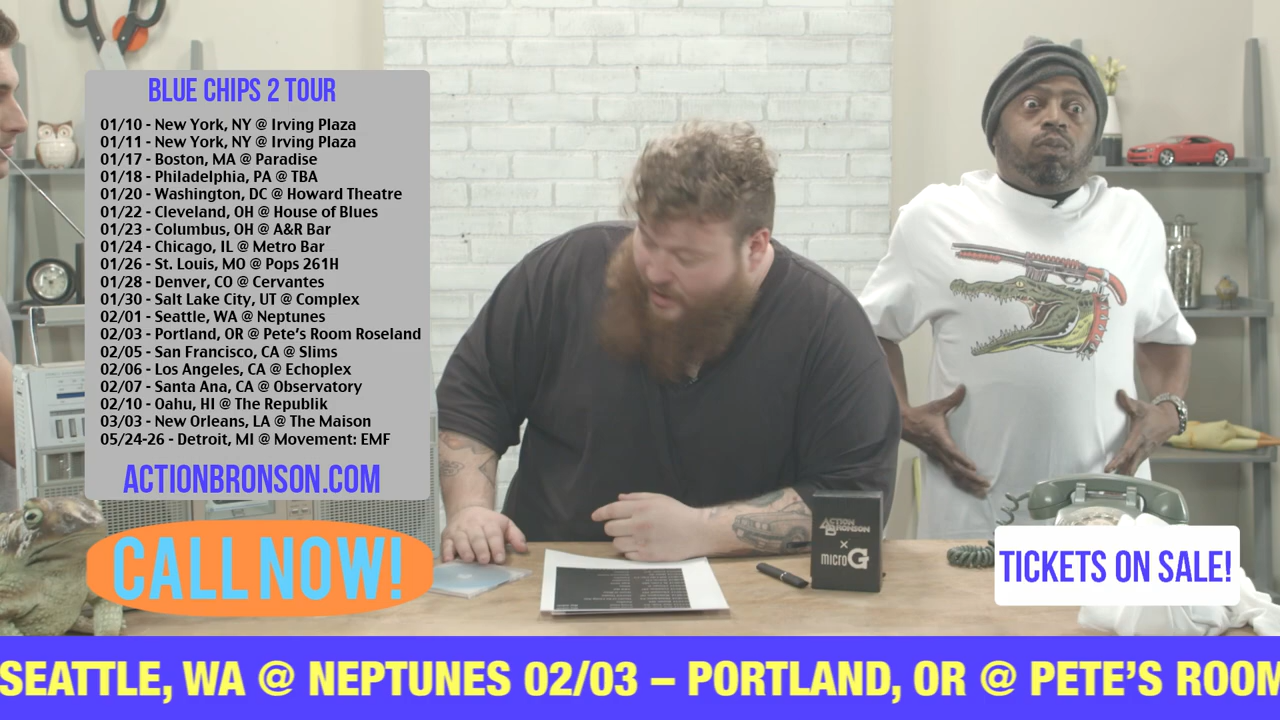 BLUE CHIPS 2 TOUR
01/10 - New York, NY @ Irving Plaza
01/11 - New York, NY @ Irving Plaza
01/17 - Boston, MA @ Paradise
01/18 - Philadelphia, PA @ TBA
01/20 - Washington, DC @ Howard Theatre
01/22 - Cleveland, OH @ House of Blues
01/23 - Columbus, OH @ A&R Bar
01/24 - Chicago, IL @ Metro Bar
01/26 - St. Louis, MO @ Pops 261H
01/28 - Denver, CO @ Cervantes
01/30 - Salt Lake City, UT @ Complex
02/01 - Seattle, WA @ Neptunes
02/03 - Portland, OR @ Pete's Room Roseland
02/05 - San Francisco, CA @ Slims
02/06 - Los Angeles, CA @ Echoplex
02/07 - Santa Ana, CA @ Observatory
02/10 - Oahu, HI @ The Republik
03/03 - New Orleans, LA @ The Maison
05/24-26 - Detroit, MI @ Movement: EMF
ACTIONBRONSON.COM
CALL NOW!
ACTION
BRONSON
X
microG
TICKETS ON SALE!
SEATTLE, WA @ NEPTUNES 02/03 – PORTLAND, OR @ PETE'S ROOM